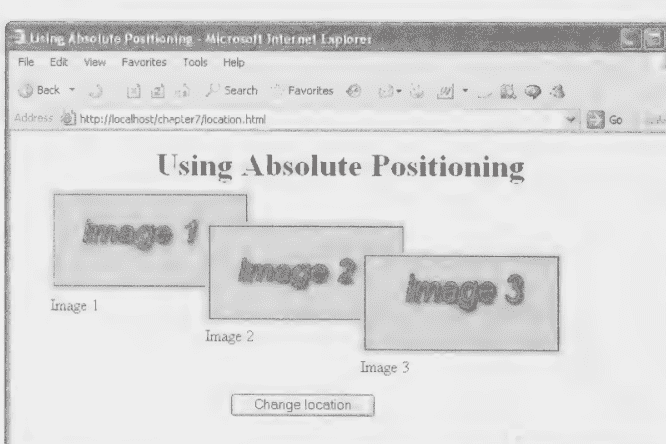 Using Absolute Positioning - Microsoft Internet Explorer
File Edit View Favorites Tools Help
Back Search Favorites
Address http://localhost/chapter7/location.html Go
Using Absolute Positioning
Image 1
Image 2
Image 3
Image 1
Image 2
Image 3
Change location